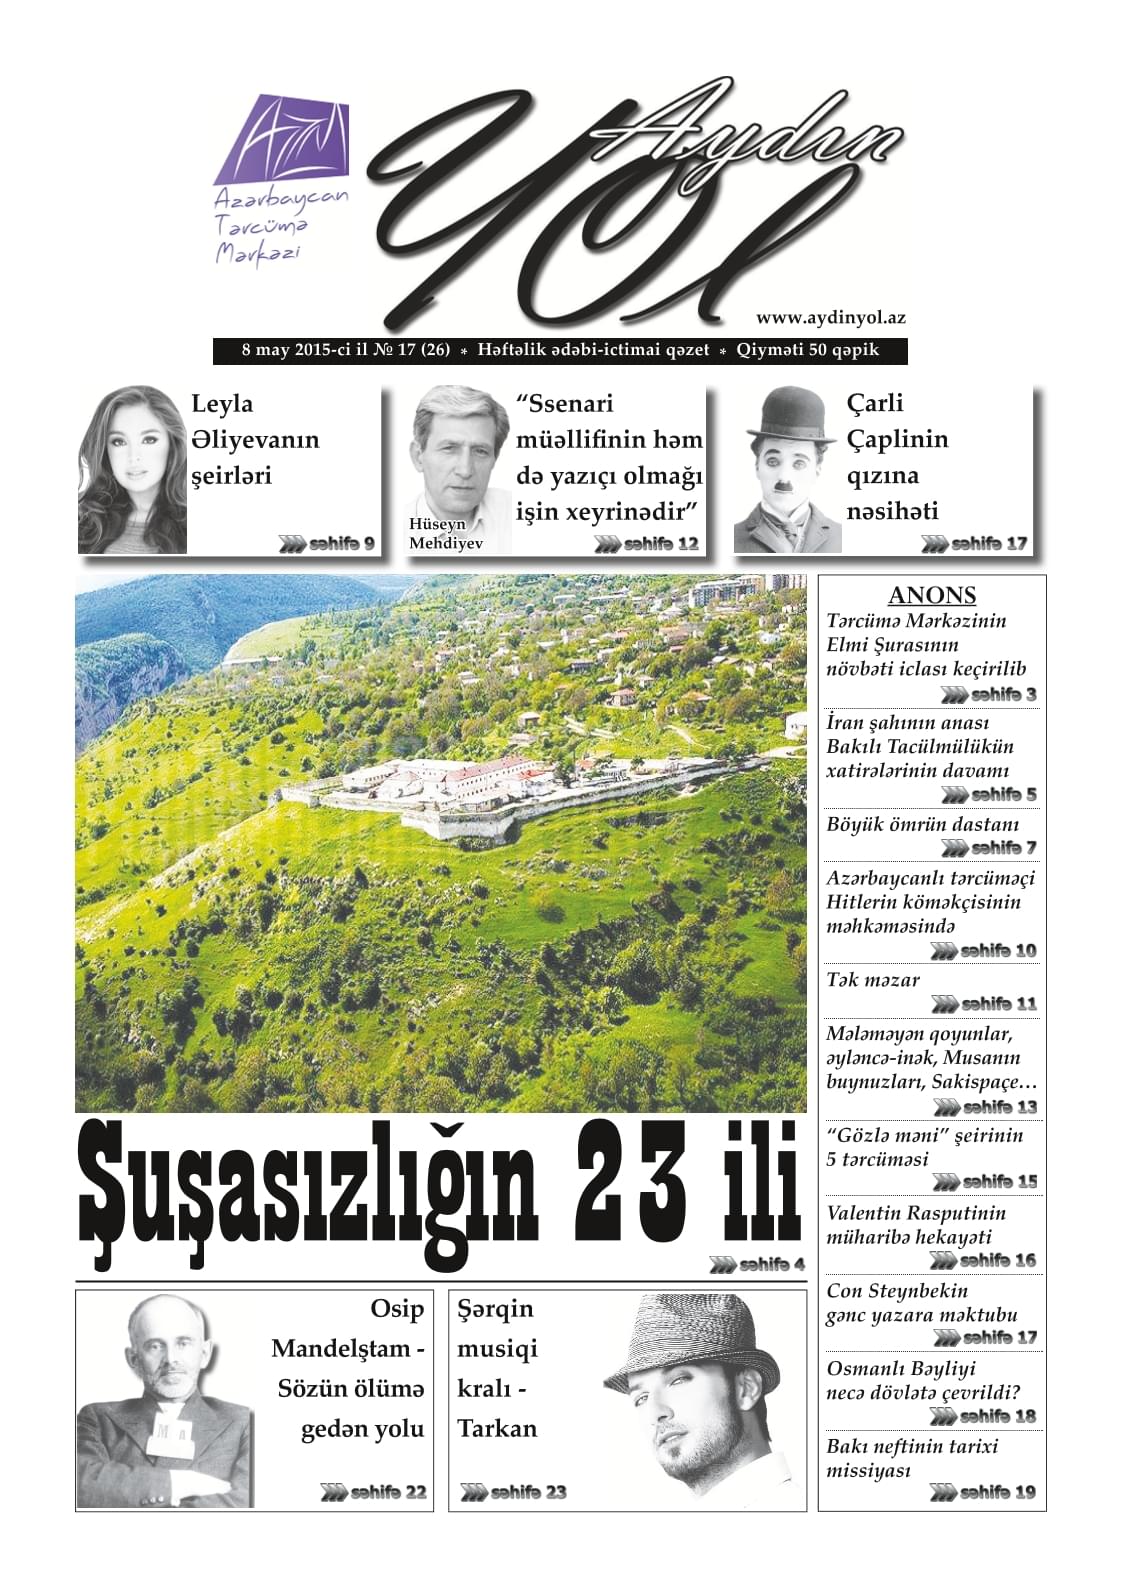 AzTM
Azərbaycan
Tərcümə
Mərkəzi
Aydın
Yol
www.aydinyol.az
8 may 2015-ci il № 17 (26) * Həftəlik ədəbi-ictimai qəzet * Qiyməti 50 qəpik
Leyla
Əliyevanın
şeirləri
səhifə 9
“Ssenari
müəllifinin həm
də yazıçı olmağı
işin xeyrinədir”
Hüseyn
Mehdiyev
səhifə 12
Çarli
Çaplinin
qızına
nəsihəti
səhifə 17
Şuşasızlığın 23 ili
səhifə 4
Osip
Mandelştam -
Sözün ölümə
gedən yolu
səhifə 22
Şərqin
musiqi
kralı -
Tarkan
səhifə 23
ANONS
Tərcümə Mərkəzinin
Elmi Şurasının
növbəti iclası keçirilib
səhifə 3
İran şahının anası
Bakılı Tacülmülükün
xatirələrinin davamı
səhifə 5
Böyük ömrün dastanı
səhifə 7
Azərbaycanlı tərcüməçi
Hitlerin köməkçisinin
məhkəməsində
səhifə 10
Tək məzar
səhifə 11
Mələməyən qoyunlar,
əyləncə-inək, Musanın
buynuzları, Sakispaçe…
səhifə 13
“Gözlə məni” şeirinin
5 tərcüməsi
səhifə 15
Valentin Rasputinin
müharibə hekayəti
səhifə 16
Con Steynbekin
gənc yazara məktubu
səhifə 17
Osmanlı Bəyliyi
necə dövlətə çevrildi?
səhifə 18
Bakı neftinin tarixi
missiyası
səhifə 19